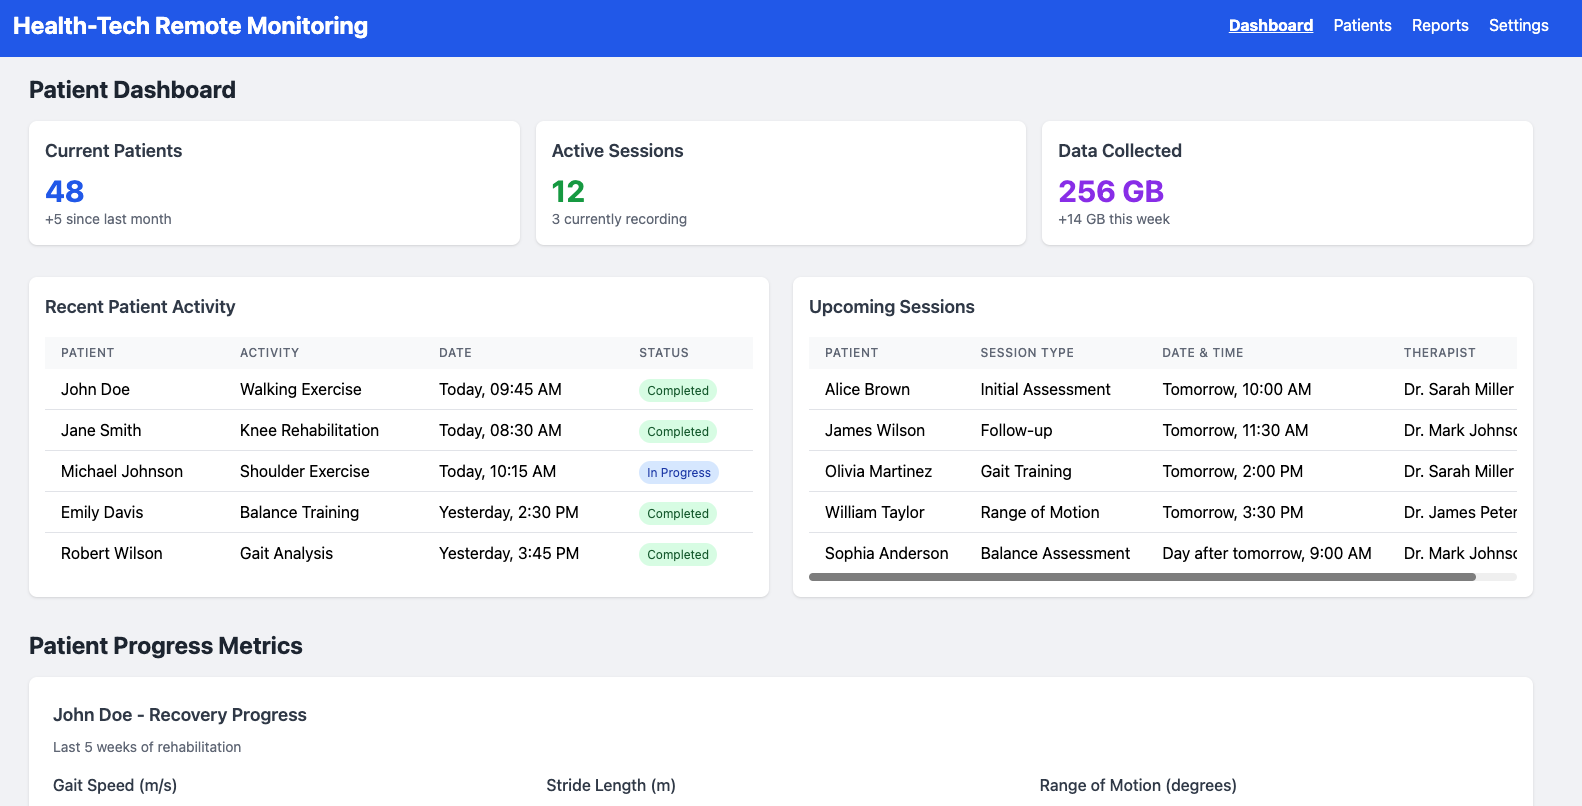 Health-Tech Remote Monitoring
Dashboard Patients Reports Settings
Patient Dashboard
Current Patients
48
+5 since last month
Active Sessions
12
3 currently recording
Data Collected
256 GB
+14 GB this week
Recent Patient Activity
PATIENT ACTIVITY DATE STATUS
John Doe Walking Exercise Today, 09:45 AM Completed
Jane Smith Knee Rehabilitation Today, 08:30 AM Completed
Michael Johnson Shoulder Exercise Today, 10:15 AM In Progress
Emily Davis Balance Training Yesterday, 2:30 PM Completed
Robert Wilson Gait Analysis Yesterday, 3:45 PM Completed
Upcoming Sessions
PATIENT SESSION TYPE DATE & TIME THERAPIST
Alice Brown Initial Assessment Tomorrow, 10:00 AM Dr. Sarah Miller
James Wilson Follow-up Tomorrow, 11:30 AM Dr. Mark
Olivia Martinez Gait Training Tomorrow, 2:00 PM Dr. Sarah Miller
William Taylor Range of Motion Tomorrow, 3:30 PM Dr. James
Sophia Anderson Balance Assessment Day after tomorrow, 9:00 AM Dr. Mark
Patient Progress Metrics
John Doe - Recovery Progress
Last 5 weeks of rehabilitation
Gait Speed (m/s) Stride Length (m) Range of Motion (degrees)